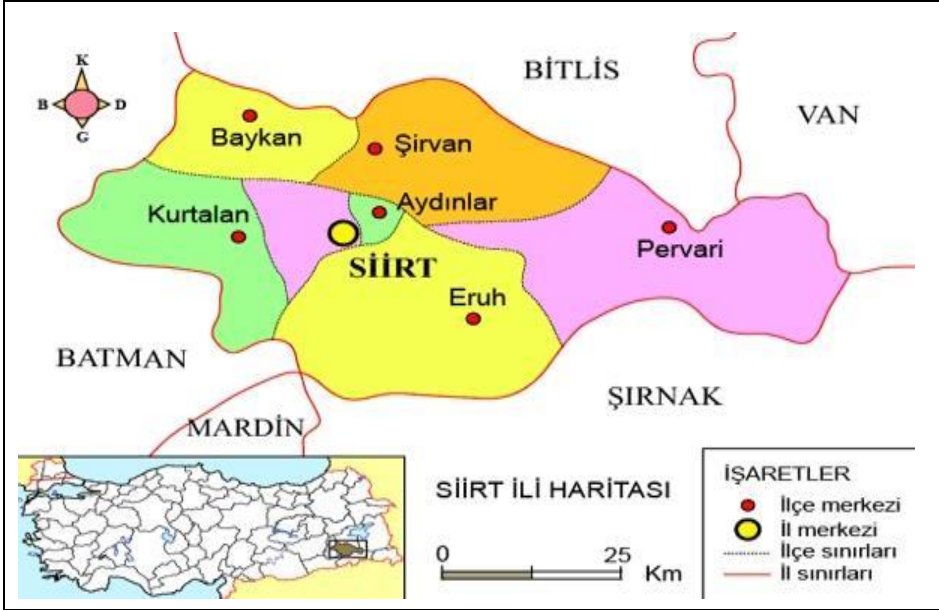 BİTLİS
K
VAN
B D
G
Baykan
Şirvan
Aydınlar
Kurtalan
Pervari
SİİRT
Eruh
BATMAN
ŞIRNAK
MARDİN
SİİRT İLİ HARİTASI
0 25
Km
İŞARETLER
İlçe merkezi
İl merkezi
İlçe sınırları
İl sınırları